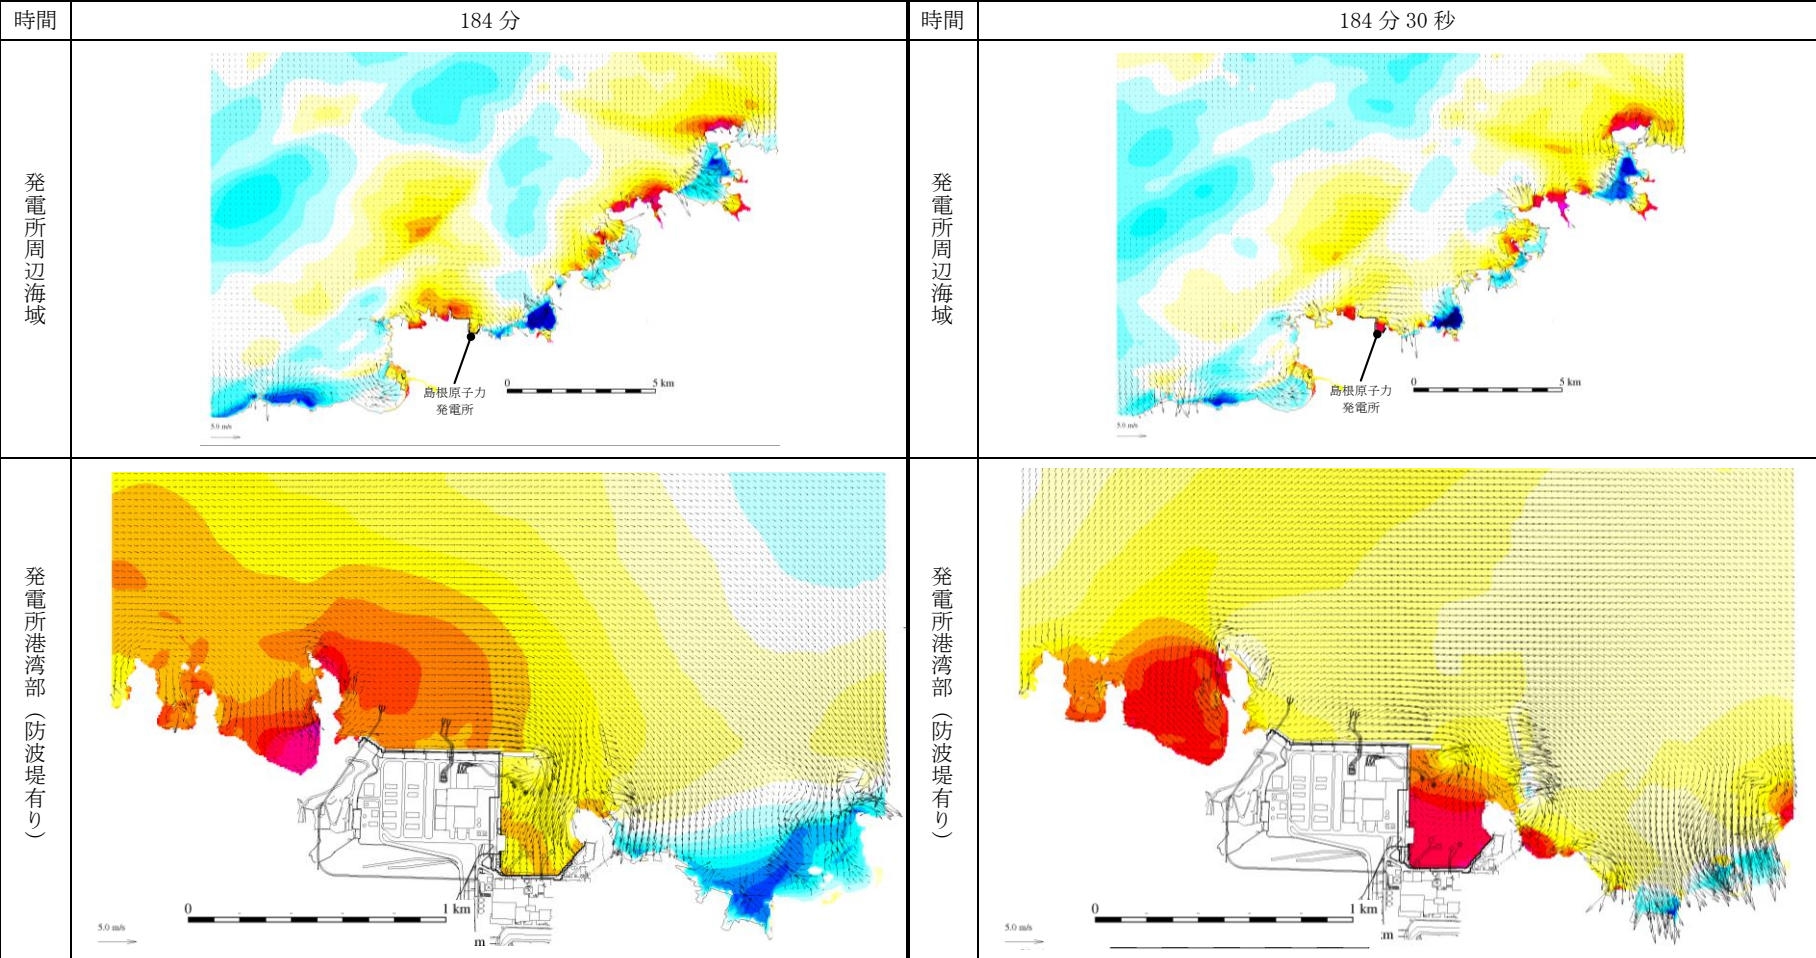 時間
184 分
時間
184 分 30 秒
発電所周辺海域
島根原子力
発電所
0
5 km
5.0 m/s
発電所周辺海域
島根原子力
発電所
0
5 km
5.0 m/s
発電所港湾部（防波堤有り）
0
1 km
5.0 m/s
m
発電所港湾部（防波堤有り）
0
1 km
5.0 m/s
m